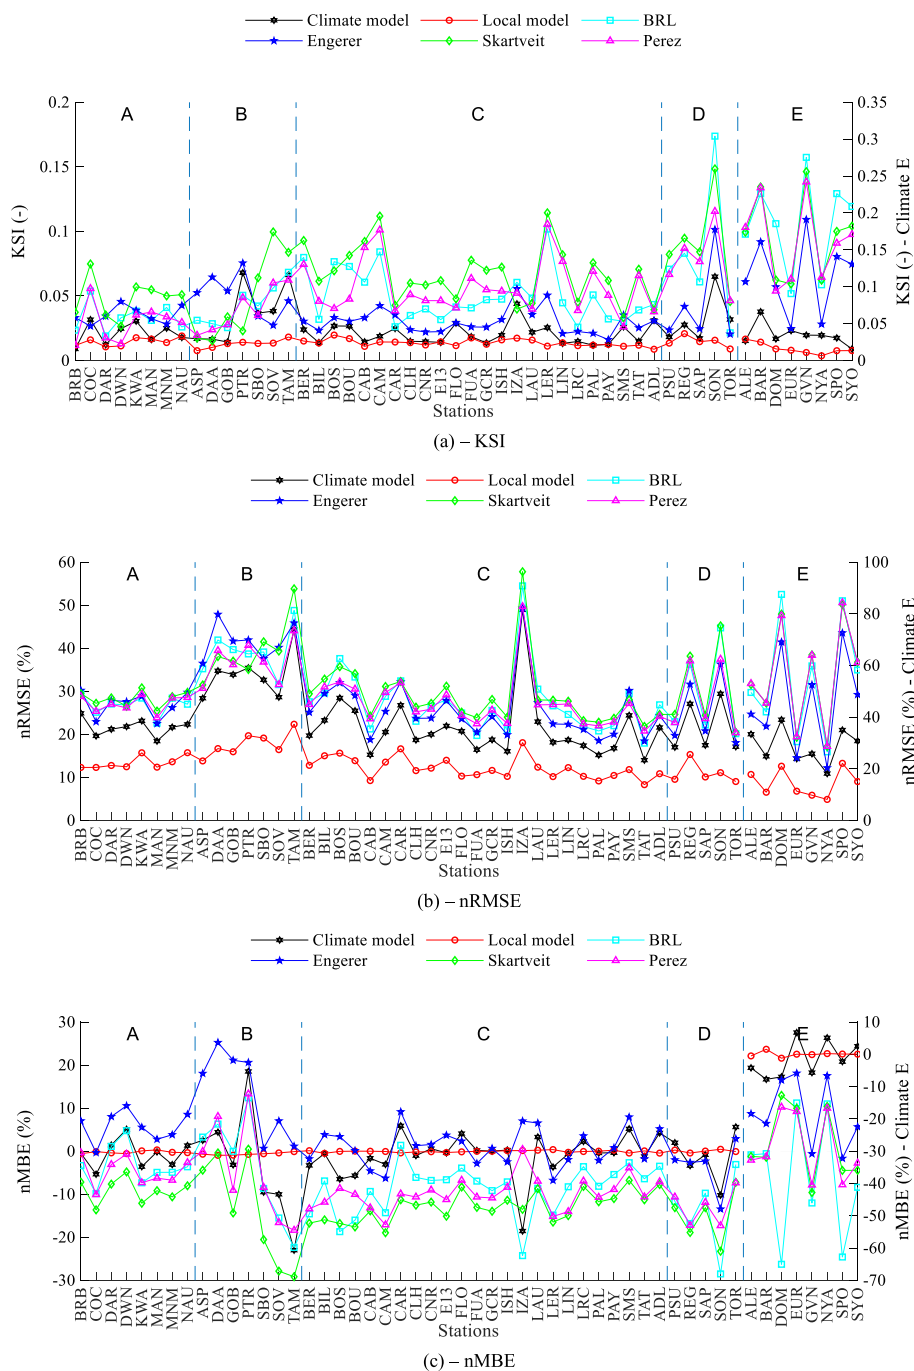 Climate model Local model BRL
Engerer Skartveit Perez
A B C D E
KSI (-)
0.2
0.15
0.1
0.05
0
0.35
0.3
0.25
0.2
0.15
0.1
0.05
0
KSI (-) - Climate E
BRB COC DAR DWN KWA MAN MNM NAU ASP DAA GOB PTR SBO SOV TAM BER BIL BOS BOU CAB CAM CAR CLH CNR E13 FLO FUA GCR ISH IZA LAU LER LIN LRC PAL PAY SMS TAT ADL PSU REG SAP SON TOR ALE BAR DOM EUR GVN NYA SPO SYO
Stations
(a) – KSI
Climate model Local model BRL
Engerer Skartveit Perez
A B C D E
nRMSE (%)
60
50
40
30
20
10
0
100
80
60
40
20
0
nRMSE (%) - Climate E
BRB COC DAR DWN KWA MAN MNM NAU ASP DAA GOB PTR SBO SOV TAM BER BIL BOS BOU CAB CAM CAR CLH CNR E13 FLO FUA GCR ISH IZA LAU LER LIN LRC PAL PAY SMS TAT ADL PSU REG SAP SON TOR ALE BAR DOM EUR GVN NYA SPO SYO
Stations
(b) – nRMSE
Climate model Local model BRL
Engerer Skartveit Perez
A B C D E
nMBE (%)
30
20
10
0
-10
-20
-30
10
0
-10
-20
-30
-40
-50
-60
-70
nMBE (%) - Climate E
BRB COC DAR DWN KWA MAN MNM NAU ASP DAA GOB PTR SBO SOV TAM BER BIL BOS BOU CAB CAM CAR CLH CNR E13 FLO FUA GCR ISH IZA LAU LER LIN LRC PAL PAY SMS TAT ADL PSU REG SAP SON TOR ALE BAR DOM EUR GVN NYA SPO SYO
Stations
(c) – nMBE